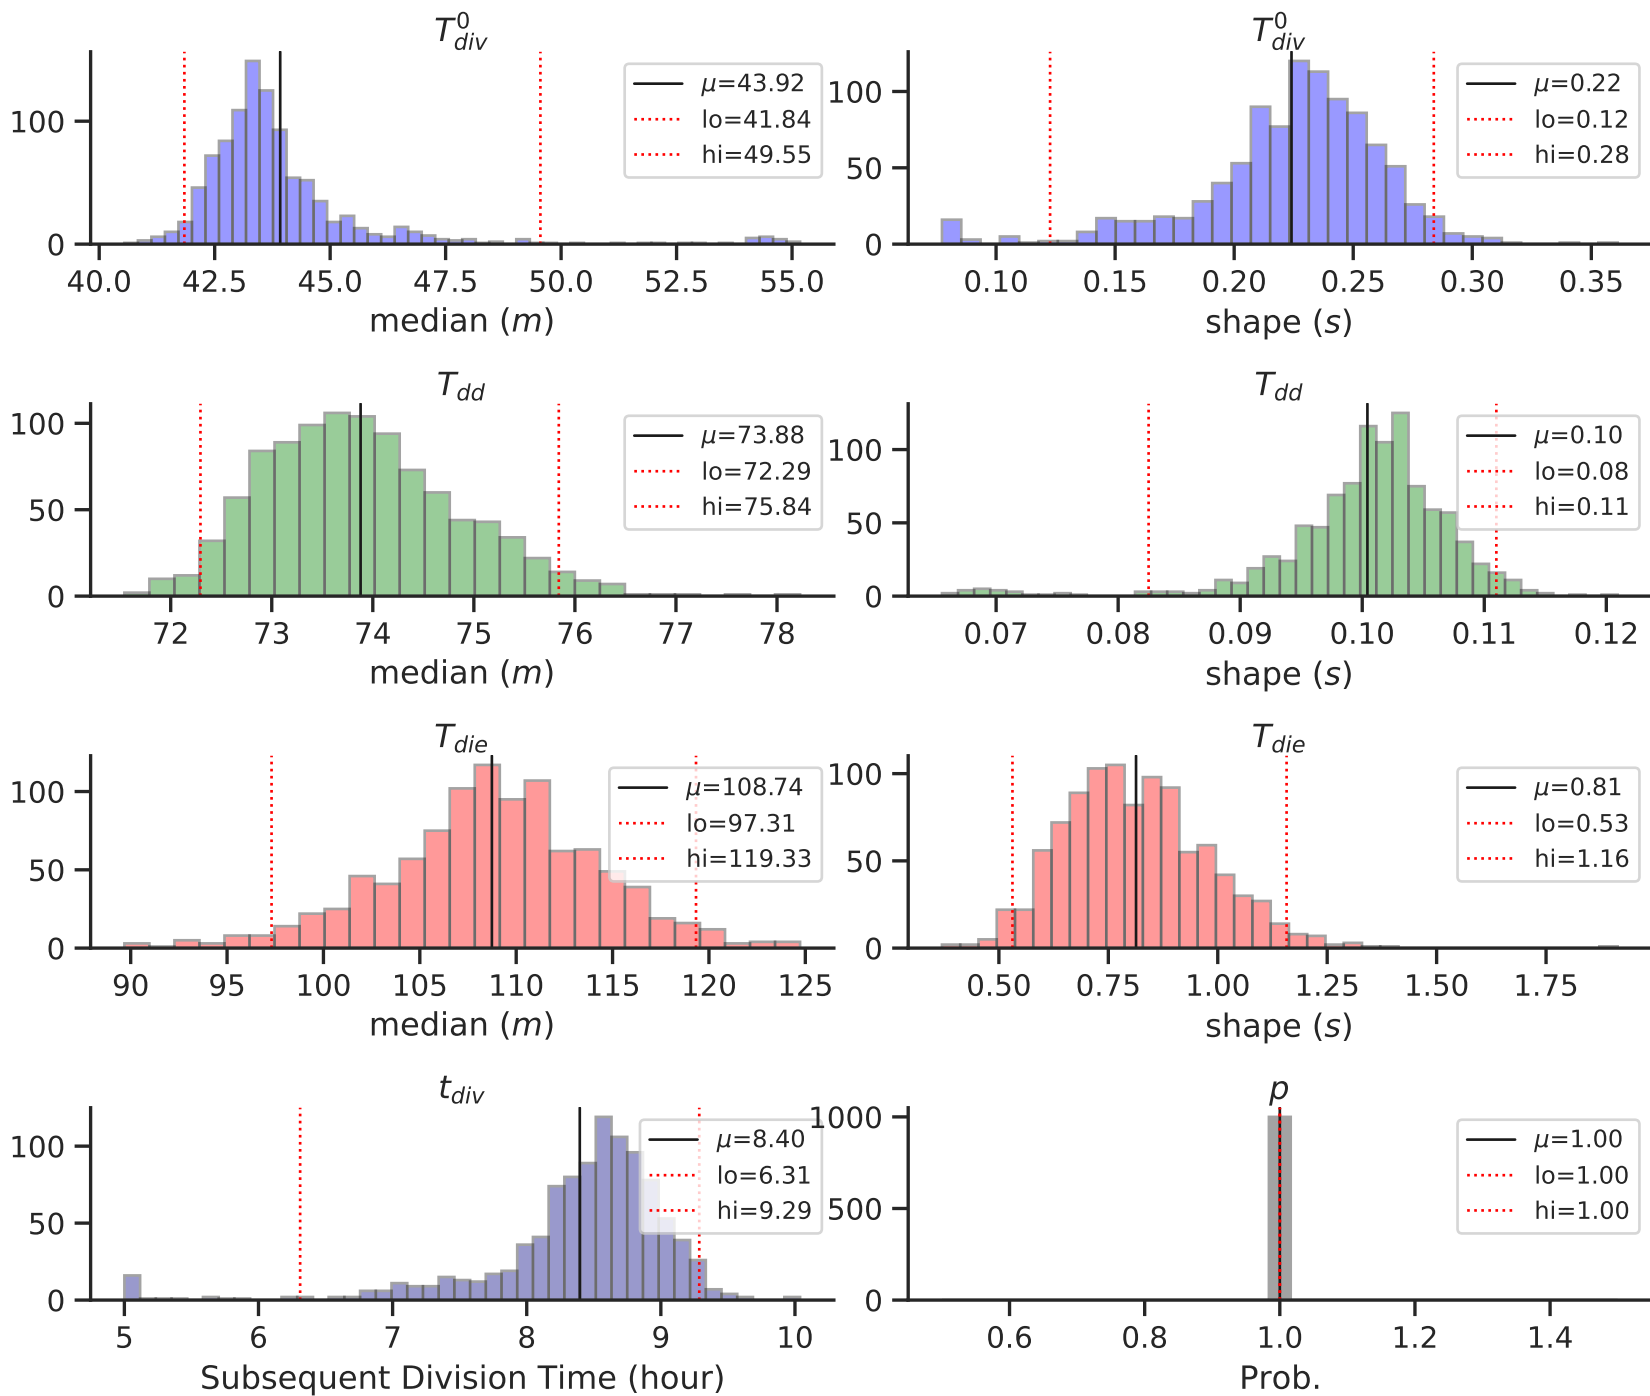 T⁰div
100
50
0
40.0 42.5 45.0 47.5 50.0 52.5 55.0
median (m)
μ=43.92
lo=41.84
hi=49.55
T⁰div
100
50
0
0.10 0.15 0.20 0.25 0.30 0.35
shape (s)
μ=0.22
lo=0.12
hi=0.28
Tdd
100
50
0
72 73 74 75 76 77 78
median (m)
μ=73.88
lo=72.29
hi=75.84
Tdd
100
50
0
0.07 0.08 0.09 0.10 0.11 0.12
shape (s)
μ=0.10
lo=0.08
hi=0.11
Tdie
100
50
0
90 95 100 105 110 115 120 125
median (m)
μ=108.74
lo=97.31
hi=119.33
Tdie
100
50
0
0.50 0.75 1.00 1.25 1.50 1.75
shape (s)
μ=0.81
lo=0.53
hi=1.16
tdiv
100
50
0
5 6 7 8 9 10
Subsequent Division Time (hour)
μ=8.40
lo=6.31
hi=9.29
p
1000
500
0
0.6 0.8 1.0 1.2 1.4
Prob.
μ=1.00
lo=1.00
hi=1.00